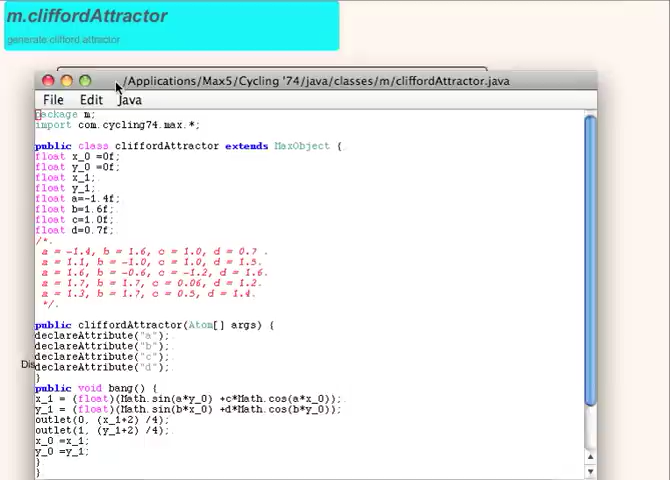 m.cliffordAttractor
generate clifford attractor
/Applications/Max5/Cycling '74/java/classes/m/cliffordAttractor.java
File Edit Java
package m;
import com.cycling74.max.*;
public class cliffordAttractor extends MaxObject {
float x_0 =0f;
float y_0 =0f;
float x_1;
float y_1;
float a=-1.4f;
float b=1.6f;
float c=1.0f;
float d=0.7f;
/*.
a = -1.4, b = 1.6, c = 1.0, d = 0.7 .
a = 1.1, b = -1.0, c = 1.0, d = 1.5.
a = 1.6, b = -0.6, c = -1.2, d = 1.6.
a = 1.7, b = 1.7, c = 0.06, d = 1.2.
a = 1.3, b = 1.7, c = 0.5, d = 1.4.
*/.
public cliffordAttractor(Atom[] args) {
declareAttribute("a");
declareAttribute("b");
declareAttribute("c");
Dis
declareAttribute("d");
}
public void bang() {
x_1 = (float)(Math.sin(a*y_0) +c*Math.cos(a*x_0));
y_1 = (float)(Math.sin(b*x_0) +d*Math.cos(b*y_0));
outlet(0, (x_1+2) /4);
outlet(1, (y_1+2) /4);
x_0 =x_1;
y_0 =y_1;
}
}